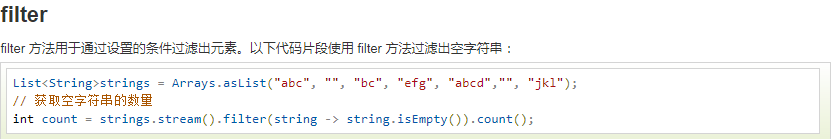 filter
filter 方法用于通过设置的条件过滤出元素。以下代码片段使用 filter 方法过滤出空字符串：
List<String>strings = Arrays.asList("abc", "", "bc", "efg", "abcd","", "jkl");
// 获取空字符串的数量
int count = strings.stream().filter(string -> string.isEmpty()).count();